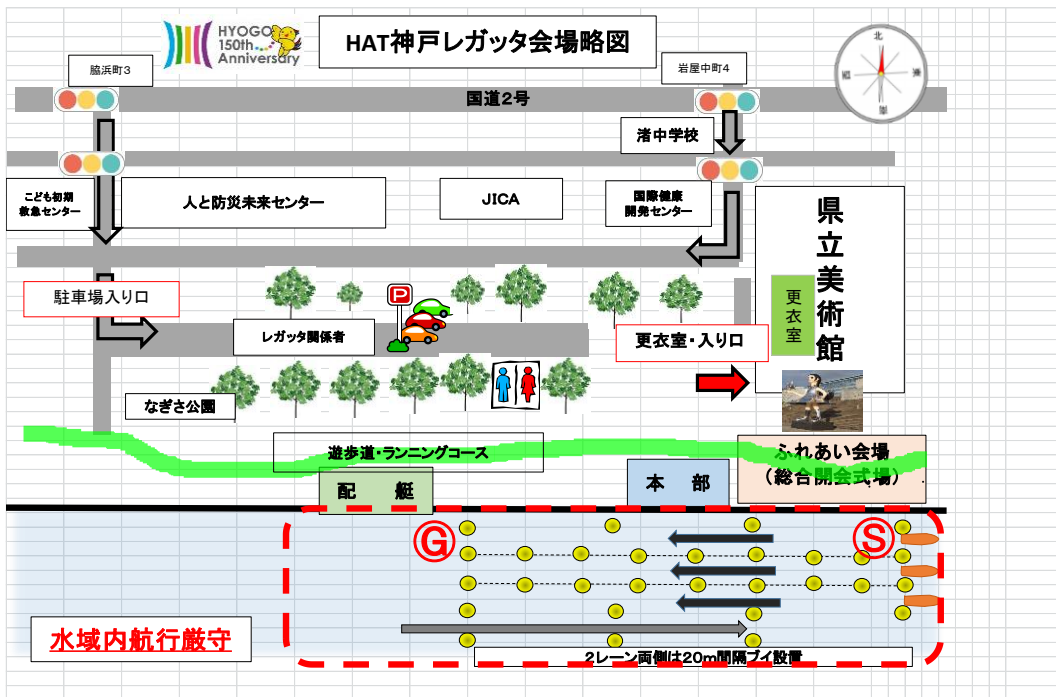 HYOGO
150th
Anniversary
HAT神戸レガッタ会場略図
脇浜町3
岩屋中町4
北
東
南
西
国道2号
渚中学校
こども初期
救急センター
人と防災未来センター
JICA
国際健康
開発センター
県立美術館
更衣室
駐車場入り口
P
レガッタ関係者
更衣室・入り口
なぎさ公園
遊歩道・ランニングコース
ふれあい会場
（総合開会式場）
配 艇
本 部
G
S
水域内航行厳守
2レーン両側は20m間隔ブイ設置